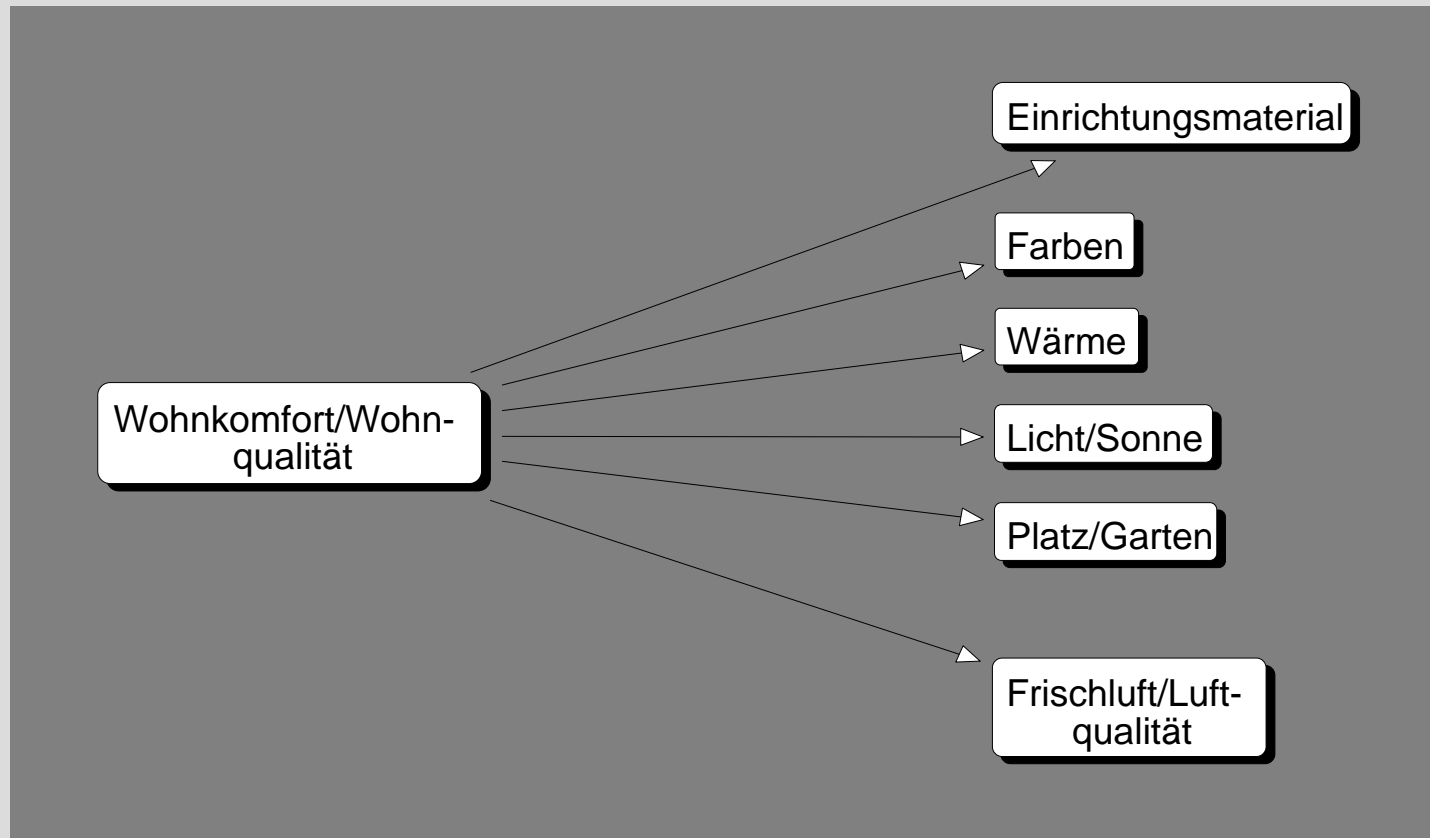 Einrichtungsmaterial
Farben
Wärme
Wohnkomfort/Wohn-
qualität
Licht/Sonne
Platz/Garten
Frischluft/Luft-
qualität